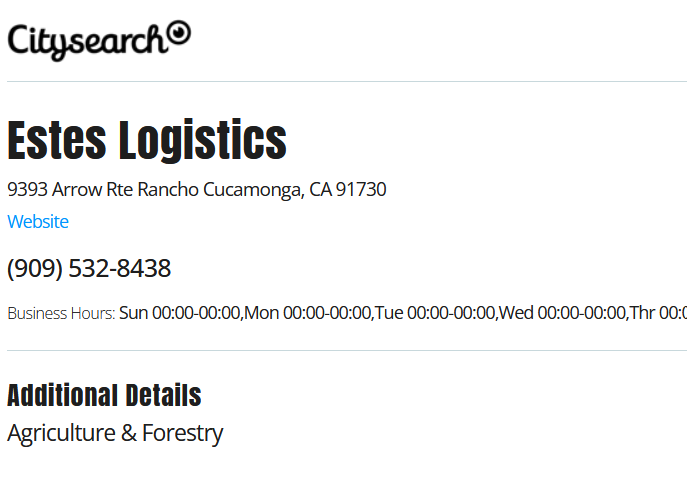 Citysearch
Estes Logistics
9393 Arrow Rte Rancho Cucamonga, CA 91730
Website
(909) 532-8438
Business Hours: Sun 00:00-00:00,Mon 00:00-00:00,Tue 00:00-00:00,Wed 00:00-00:00,Thr 00:0
Additional Details
Agriculture & Forestry